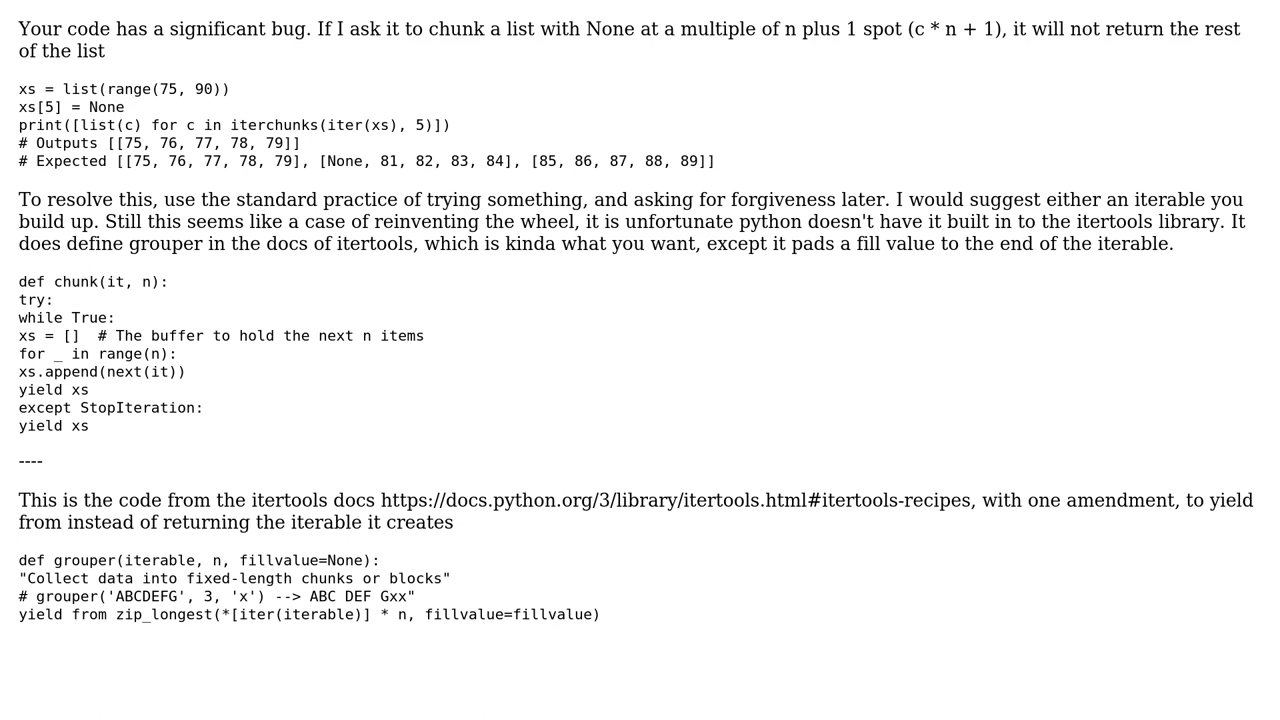 Your code has a significant bug. If I ask it to chunk a list with None at a multiple of n plus 1 spot (c * n + 1), it will not return the rest
of the list
xs = list(range(75, 90))
xs[5] = None
print([list(c) for c in iterchunks(iter(xs), 5)])
# Outputs [[75, 76, 77, 78, 79]]
# Expected [[75, 76, 77, 78, 79], [None, 81, 82, 83, 84], [85, 86, 87, 88, 89]]
To resolve this, use the standard practice of trying something, and asking for forgiveness later. I would suggest either an iterable you
build up. Still this seems like a case of reinventing the wheel, it is unfortunate python doesn't have it built in to the itertools library. It
does define grouper in the docs of itertools, which is kinda what you want, except it pads a fill value to the end of the iterable.
def chunk(it, n):
try:
while True:
xs = []  # The buffer to hold the next n items
for _ in range(n):
xs.append(next(it))
yield xs
except StopIteration:
yield xs
----
This is the code from the itertools docs https://docs.python.org/3/library/itertools.html#itertools-recipes, with one amendment, to yield
from instead of returning the iterable it creates
def grouper(iterable, n, fillvalue=None):
"Collect data into fixed-length chunks or blocks"
# grouper('ABCDEFG', 3, 'x') --> ABC DEF Gxx"
yield from zip_longest(*[iter(iterable)] * n, fillvalue=fillvalue)